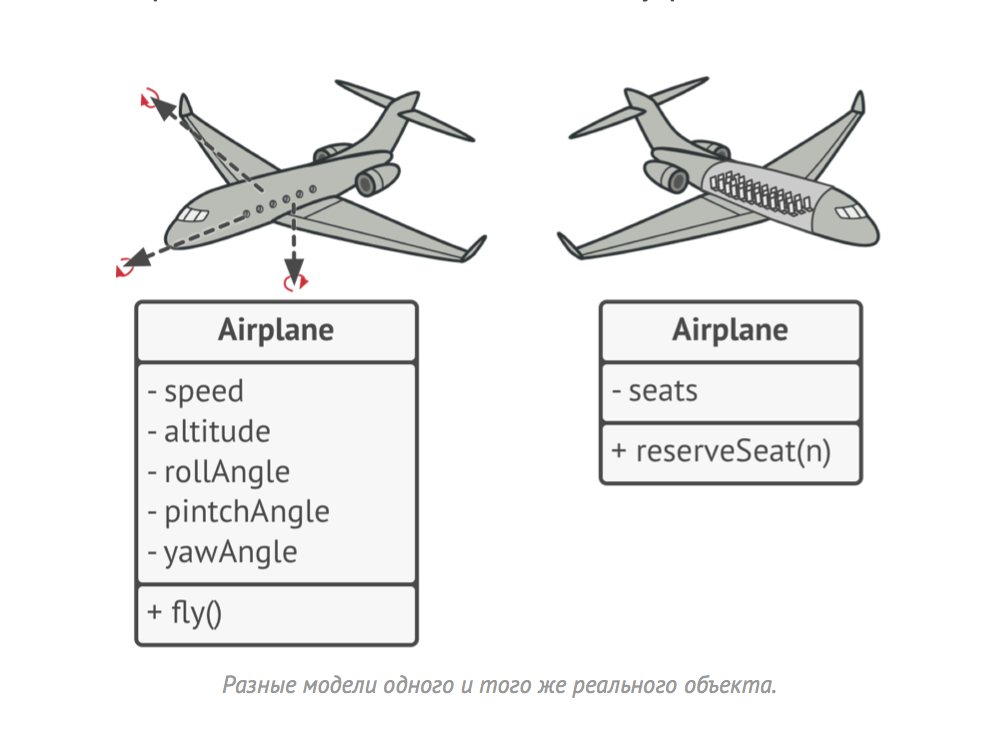 Airplane
- speed
- altitude
- rollAngle
- pintchAngle
- yawAngle
+ fly()
Airplane
- seats
+ reserveSeat(n)
Разные модели одного и того же реального объекта.